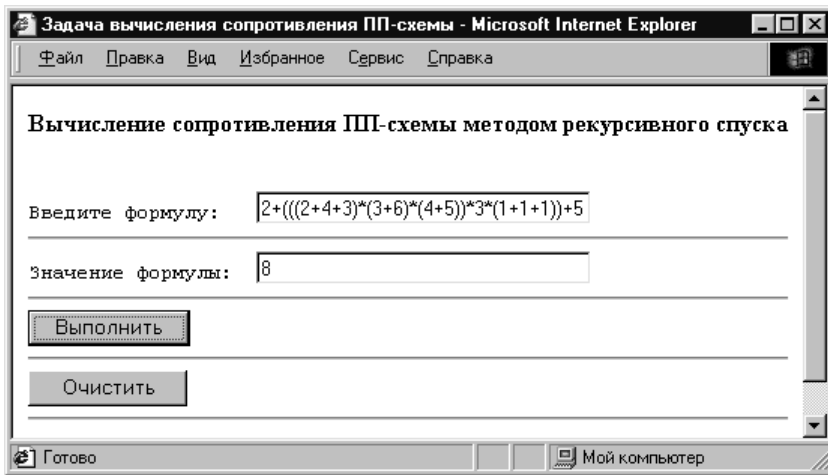 Задача вычисления сопротивления ПП-схемы - Microsoft Internet Explorer
Файл Правка Вид Избранное Сервис Справка
Вычисление сопротивления ПП-схемы методом рекурсивного спуска
Введите формулу: 2+(((2+4+3)*(3+6)*(4+5))*3*(1+1+1))+5
Значение формулы: 8
Выполнить
Очистить
Готово Мой компьютер